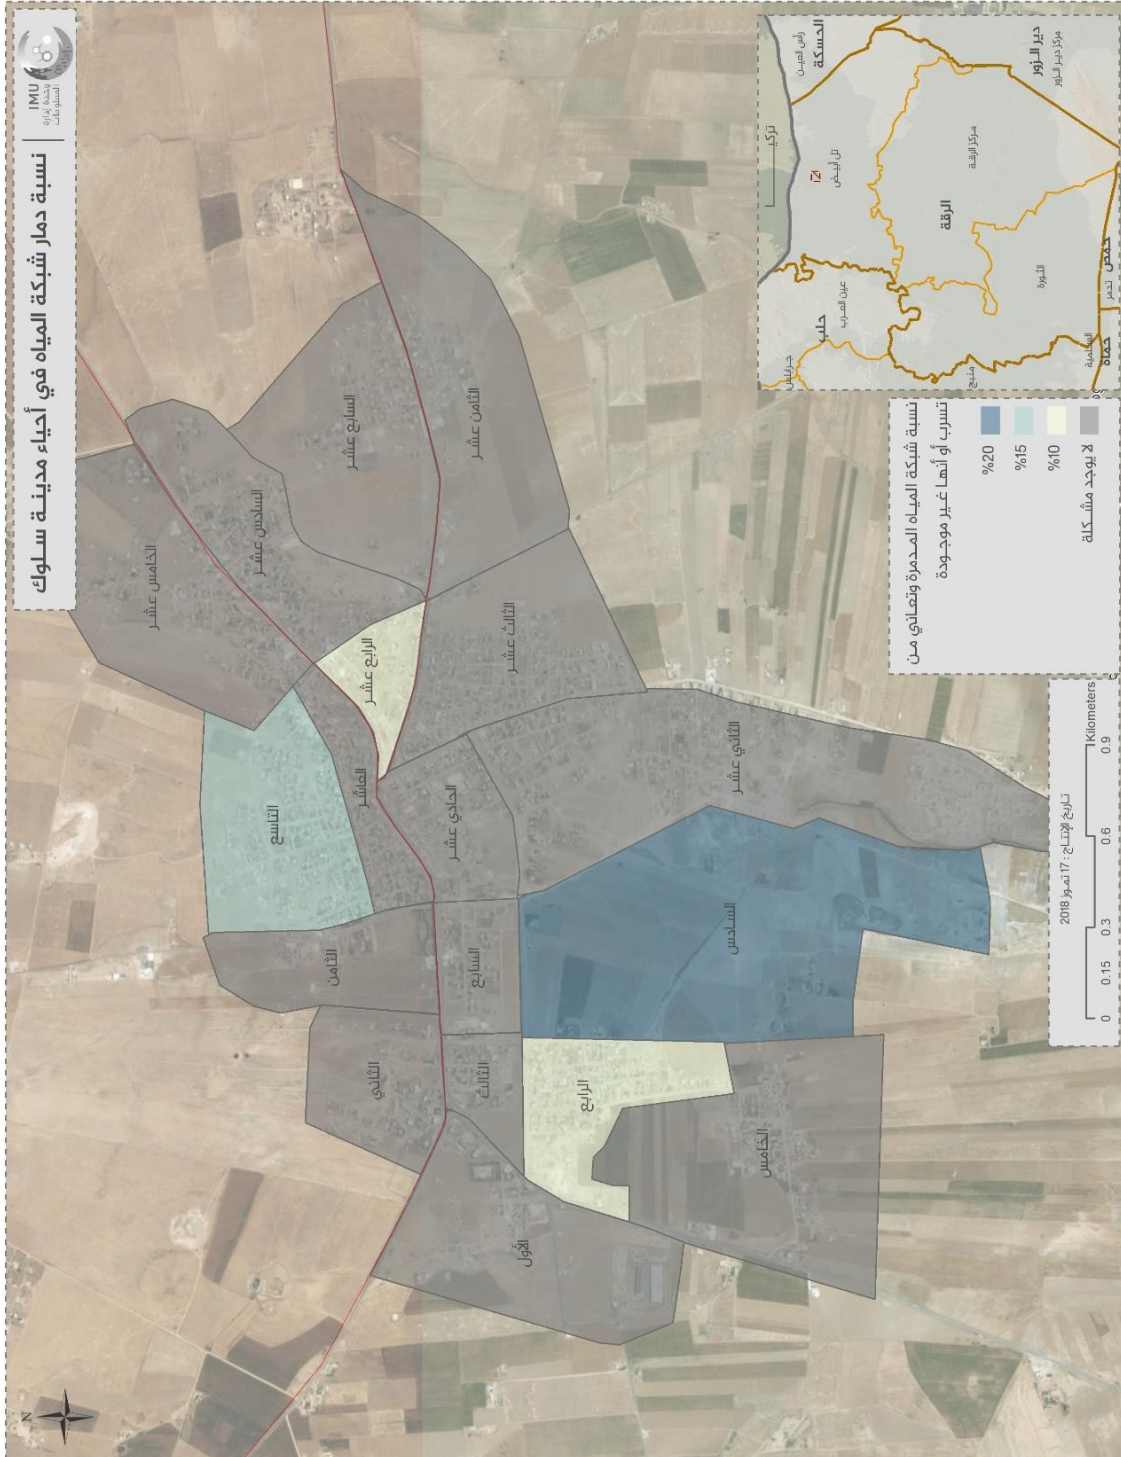 نسبة دمار شبكة المياه في أحياء مدينة سلوك
IMU
وحدة إدارة
المعلومات
N
الأول
الثاني
الثالث
الرابع
الخامس
السادس
السابع
الثامن
التاسع
العاشر
الحادي عشر
الثاني عشر
الثالث عشر
الرابع عشر
الخامس عشر
السادس عشر
السابع عشر
الثامن عشر
تاريخ الإنتاج : 17 تموز 2018
0 0.15 0.3 0.6 0.9
Kilometers
نسبة شبكة المياه المدمرة وتعاني من
تسرب أو أنها غير موجودة
%20
%15
%10
لا يوجد مشكلة
تركيا
الحسكة
رأس العين
تل أبيض
عين العرب
حلب
جرابلس
منبج
الرقة
مركز الرقة
الثورة
دير الزور
مركز دير الزور
حمص
تدمر
حماة
السلمية